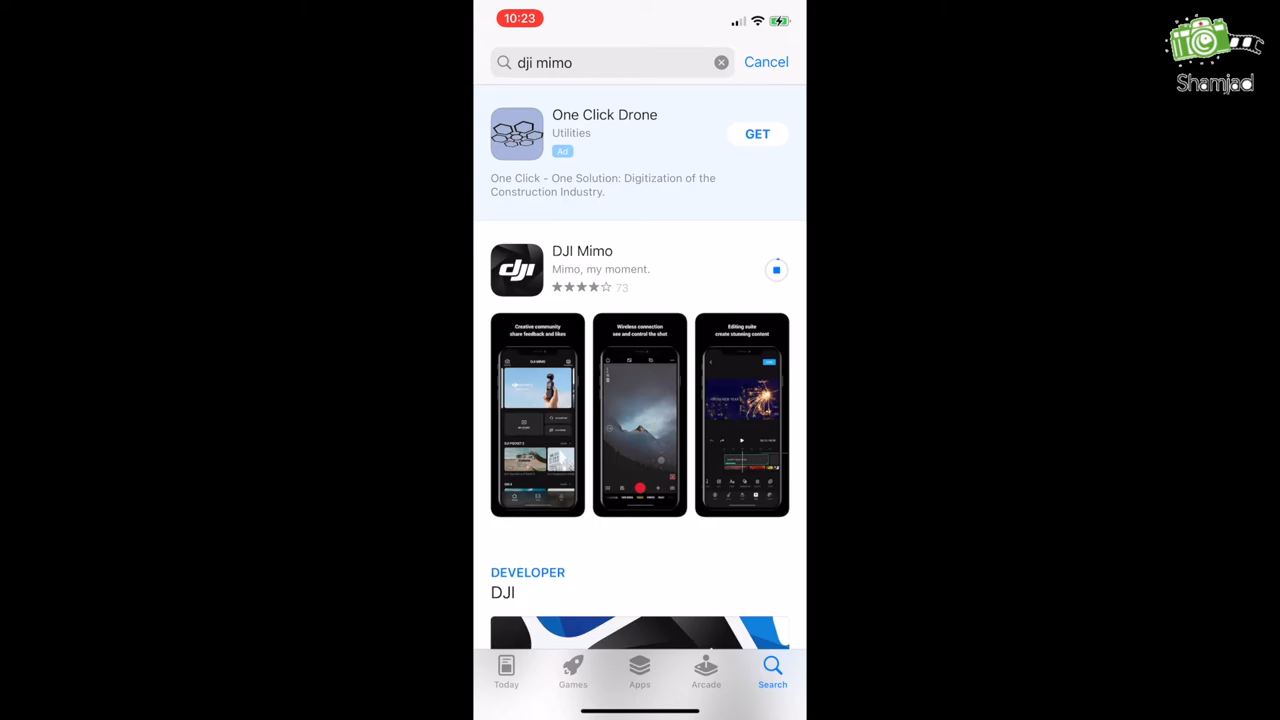 10:23
Shamjad
dji mimo
Cancel
One Click Drone
Utilities
Ad
GET
One Click - One Solution: Digitization of the
Construction Industry.
dji
DJI Mimo
Mimo, my moment.
73
Creative community
share feedback and likes
Wireless connection
see and control the shot
Editing suite
create stunning content
DJI MIMO
DEVELOPER
DJI
Today
Games
Apps
Arcade
Search